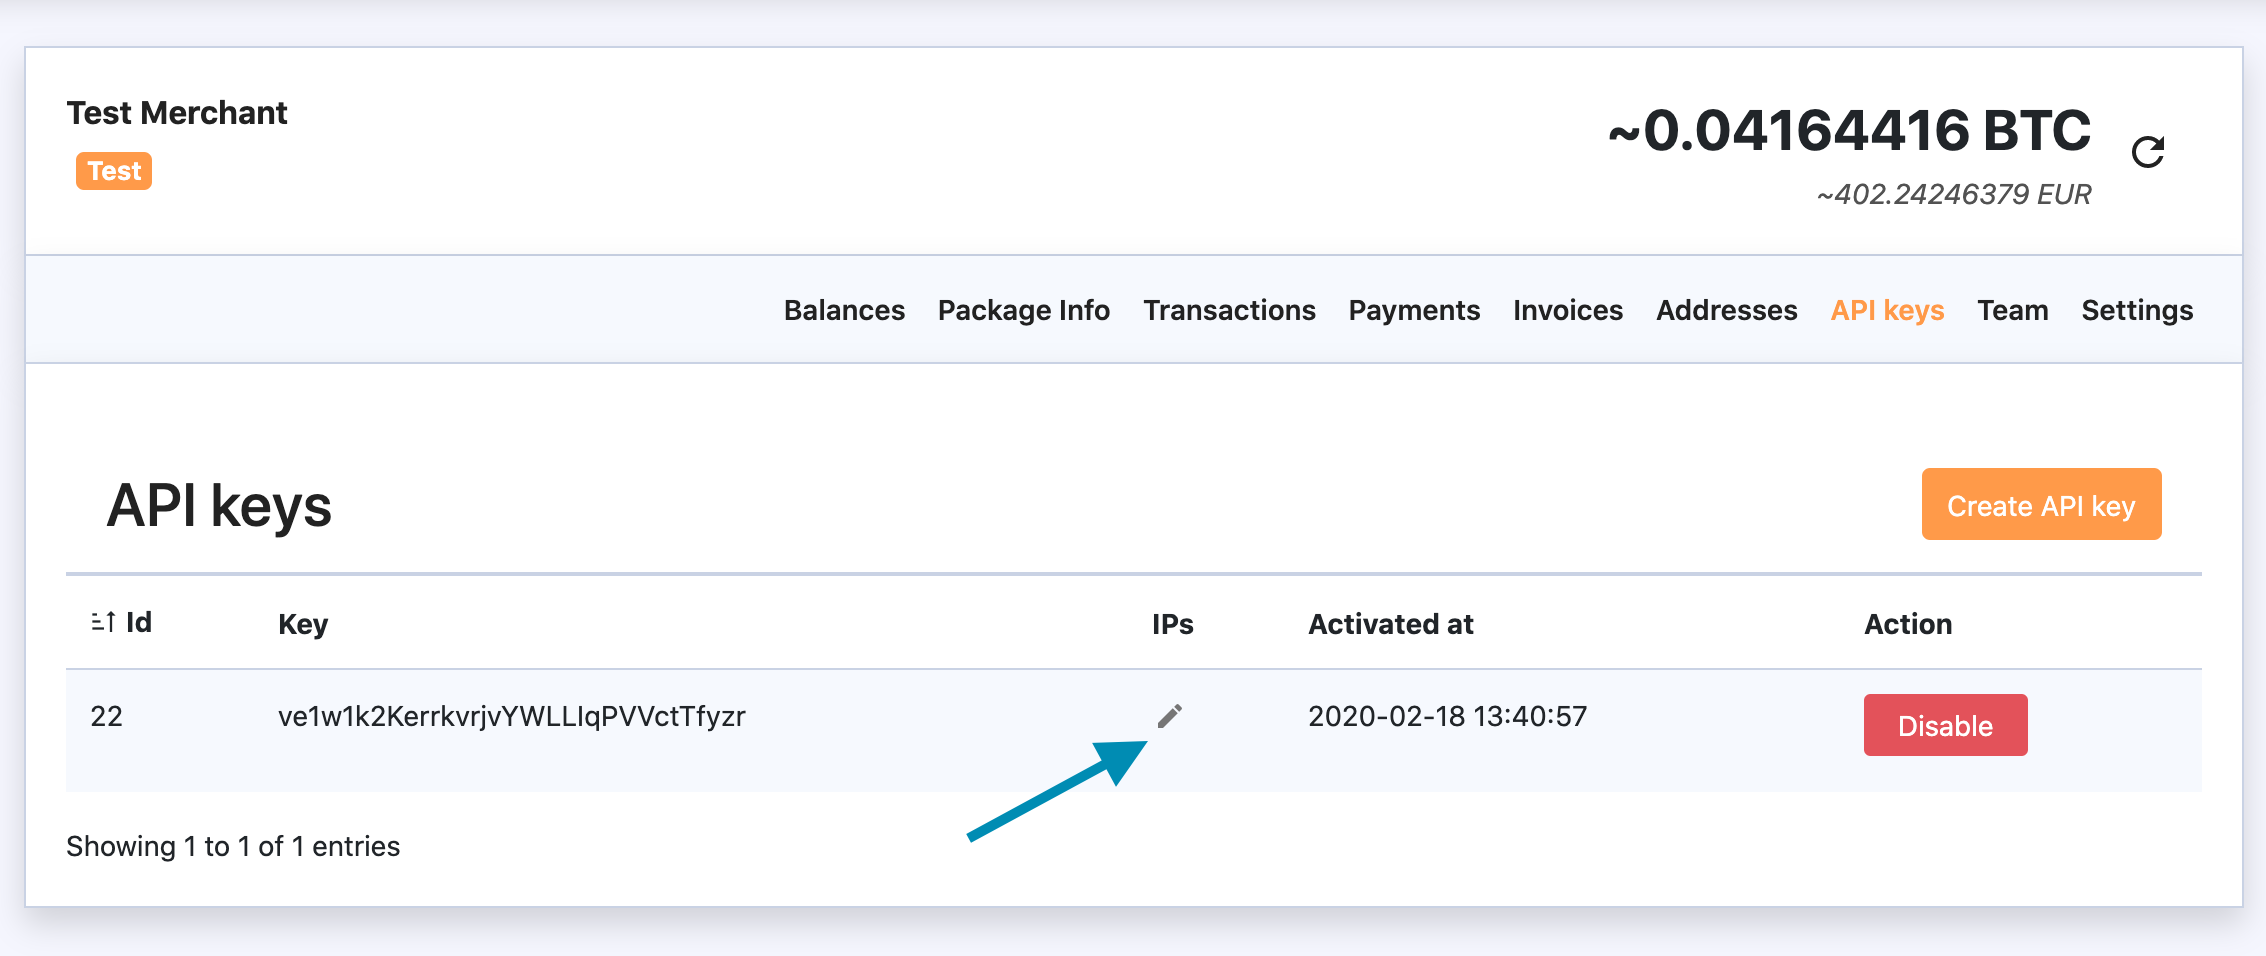 Test Merchant
Test
~0.04164416 BTC
~402.24246379 EUR
Balances Package Info Transactions Payments Invoices Addresses API keys Team Settings
API keys
Create API key
Id Key IPs Activated at Action
22 ve1w1k2KerrkvrjvYWLLIqPVVctTfyzr 2020-02-18 13:40:57 Disable
Showing 1 to 1 of 1 entries